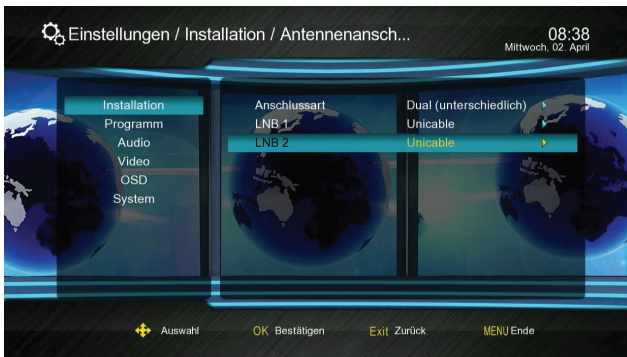 Einstellungen / Installation / Antennenansch...
08:38
Mittwoch, 02. April
Installation
Programm
Audio
Video
OSD
System
Anschlussart Dual (unterschiedlich)
LNB 1 Unicable
LNB 2 Unicable
Auswahl OK Bestätigen Exit Zurück MENU Ende